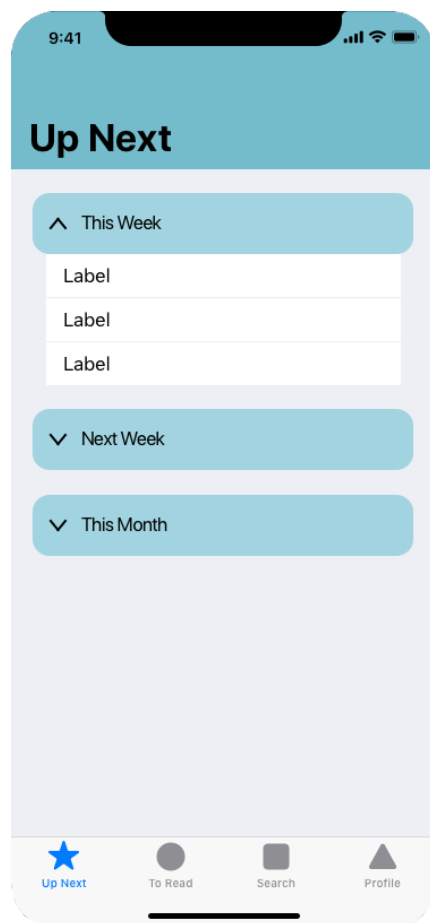 9:41
Up Next
This Week
Label
Label
Label
Next Week
This Month
Up Next
To Read
Search
Profile